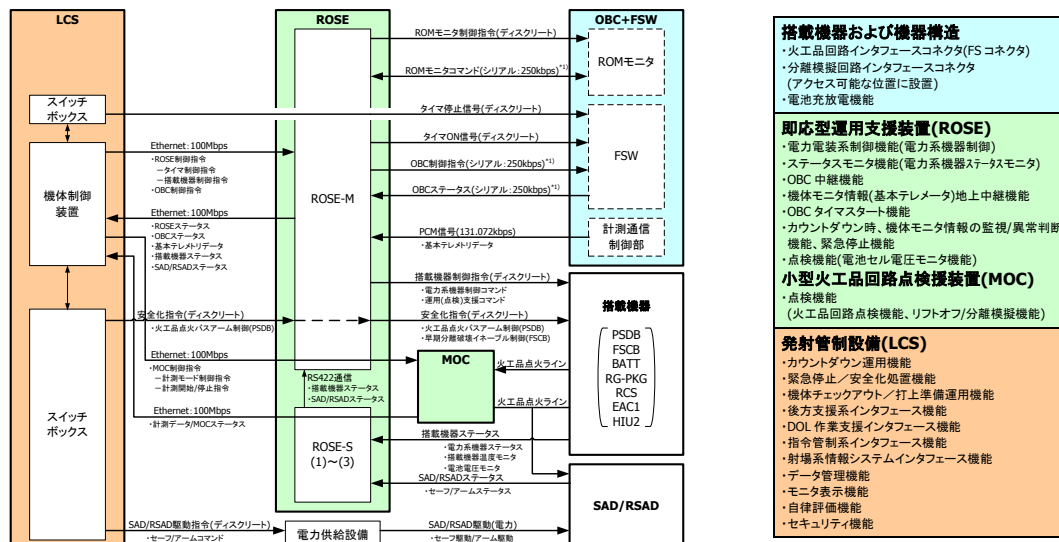 LCS
ROSE
OBC+FSW
スイッチ
ボックス
機体制御
装置
スイッチ
ボックス
ROSE-M
ROSE-S
(1)～(3)
ROMモニタ
FSW
計測通信
制御部
ROMモニタ制御指令(ディスクリート)
ROMモニタコマンド(シリアル:250kbps)*1)
タイマ停止信号(ディスクリート)
タイマON信号(ディスクリート)
Ethernet:100Mbps
・ROSE制御指令
－タイマ制御指令
－搭載機器制御指令
・OBC制御指令
OBC制御指令(シリアル:250kbps)*1)
OBCステータス(シリアル:250kbps)*1)
Ethernet:100Mbps
・ROSEステータス
・OBCステータス
・基本テレメトリデータ
・搭載機器ステータス
・SAD/RSADステータス
PCM信号(131.072kbps)
・基本テレメトリデータ
搭載機器制御指令(ディスクリート)
・電力系機器制御コマンド
・運用(点検)支援コマンド
安全化指令(ディスクリート)
・火工品点火パスアーム制御(PSDB)
安全化指令(ディスクリート)
・火工品点火パスアーム制御(PSDB)
・早期分離破壊イネーブル制御(FSCB)
搭載機器
PSDB
FSCB
BATT
RG-PKG
RCS
EAC1
HIU2
Ethernet:100Mbps
・MOC制御指令
－計測モード制御指令
－計測開始/停止指令
Ethernet:100Mbps
・計測データ/MOCステータス
RS422通信
・搭載機器ステータス
・SAD/RSADステータス
MOC
火工品点火ライン
火工品点火ライン
搭載機器ステータス
・電力系機器ステータス
・搭載機器温度モニタ
・電池電圧モニタ
SAD/RSADステータス
・セーフ/アームステータス
SAD/RSAD
SAD/RSAD駆動指令(ディスクリート)
・セーフ/アームコマンド
電力供給設備
SAD/RSAD駆動(電力)
・セーフ駆動/アーム駆動
搭載機器および機器構造
・火工品回路インタフェースコネクタ(FSコネクタ)
・分離模擬回路インタフェースコネクタ
(アクセス可能な位置に設置)
・電池充放電機能
即応型運用支援装置(ROSE)
・電力電装系制御機能(電力系機器制御)
・ステータスモニタ機能(電力系機器ステータスモニタ)
・OBC 中継機能
・機体モニタ情報(基本テレメータ)地上中継機能
・OBC タイマスタート機能
・カウントダウン時、機体モニタ情報の監視/異常判断
機能、緊急停止機能
・点検機能(電池セル電圧モニタ機能)
小型火工品回路点検援装置(MOC)
・点検機能
(火工品回路点検機能、リフトオフ/分離模擬機能)
発射管制設備(LCS)
・カウントダウン運用機能
・緊急停止／安全化処置機能
・機体チェックアウト／打上準備運用機能
・後方支援系インタフェース機能
・DOL 作業支援インタフェース機能
・指令管制系インタフェース機能
・射場系情報システムインタフェース機能
・データ管理機能
・モニタ表示機能
・自律評価機能
・セキュリティ機能